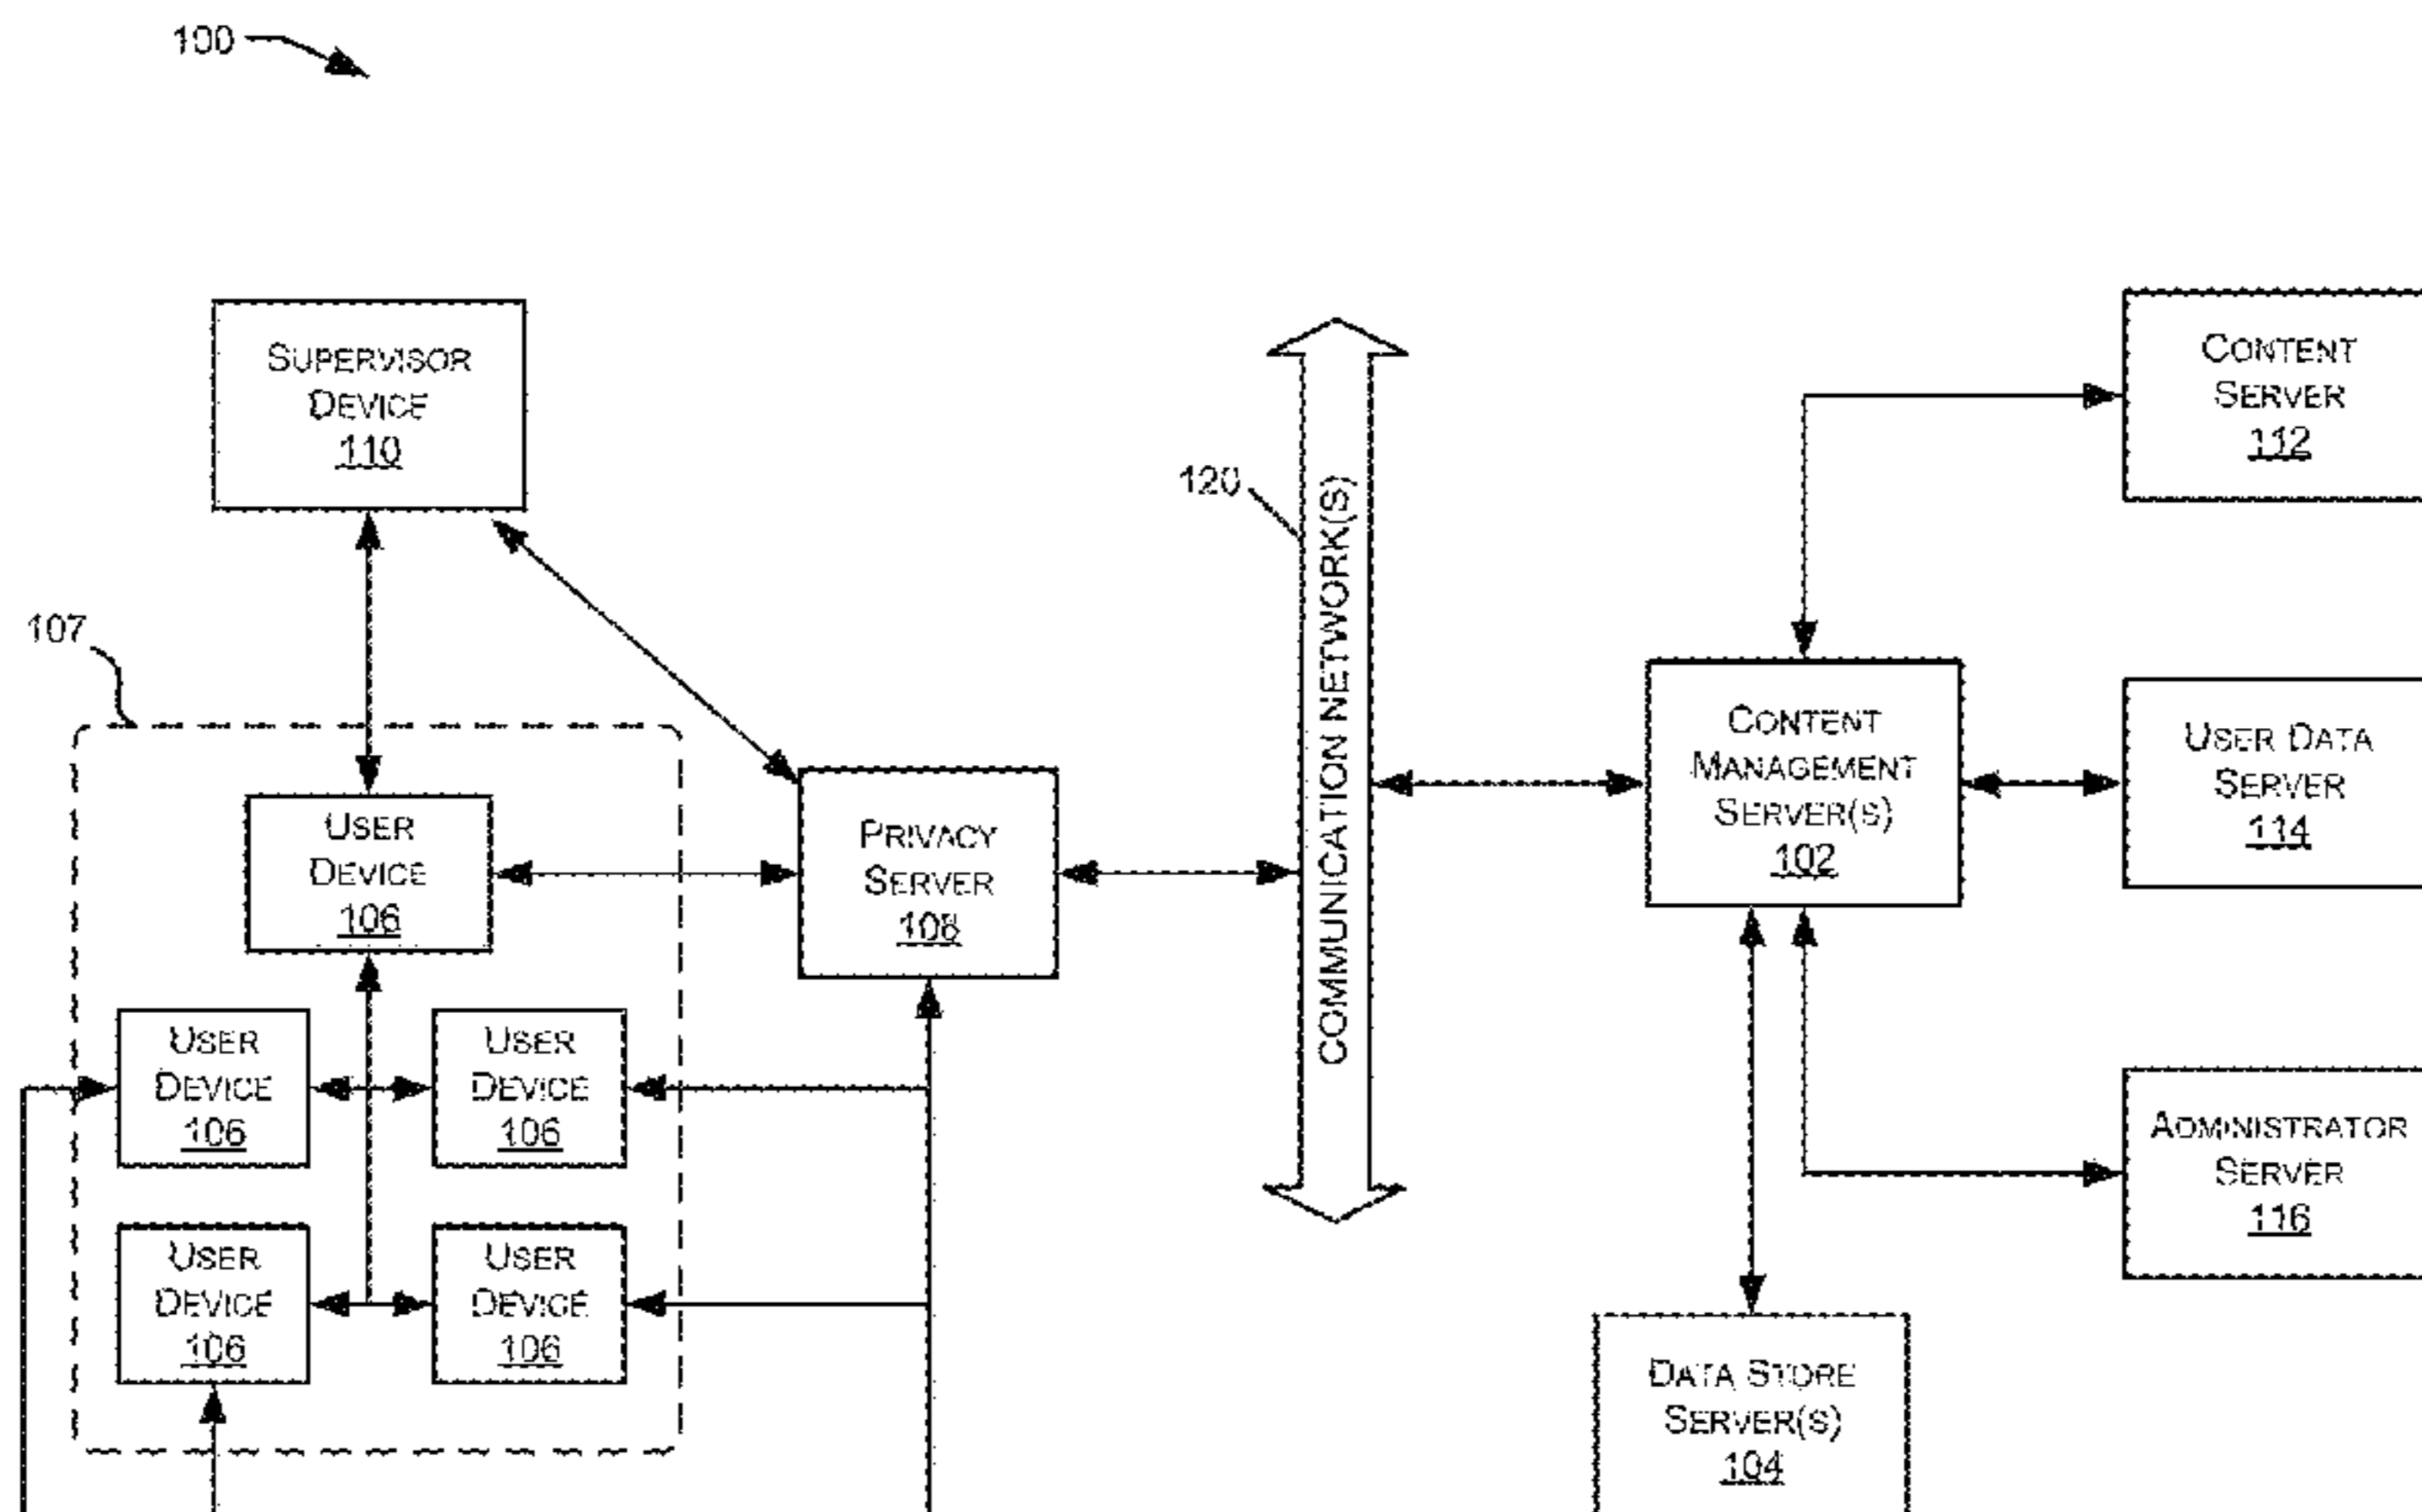 100
SUPERVISOR
DEVICE
110
107
USER
DEVICE
106
USER
DEVICE
106
USER
DEVICE
106
USER
DEVICE
106
USER
DEVICE
106
PRIVACY
SERVER
108
120
COMMUNICATION NETWORK(S)
CONTENT
MANAGEMENT
SERVER(S)
102
CONTENT
SERVER
112
USER DATA
SERVER
114
ADMINISTRATOR
SERVER
116
DATA STORE
SERVER(S)
104